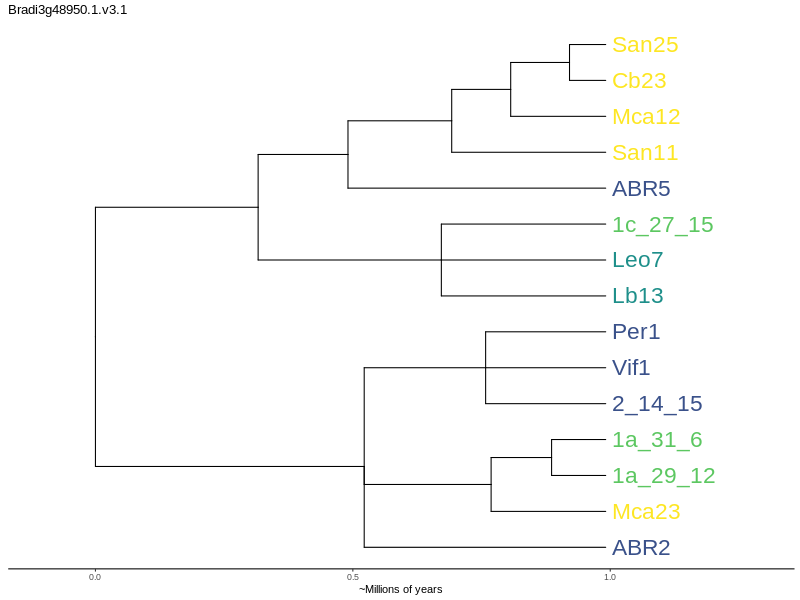 Bradi3g48950.1.v3.1
San25
Cb23
Mca12
San11
ABR5
1c_27_15
Leo7
Lb13
Per1
Vif1
2_14_15
1a_31_6
1a_29_12
Mca23
ABR2
0.0 0.5 1.0
~Millions of years